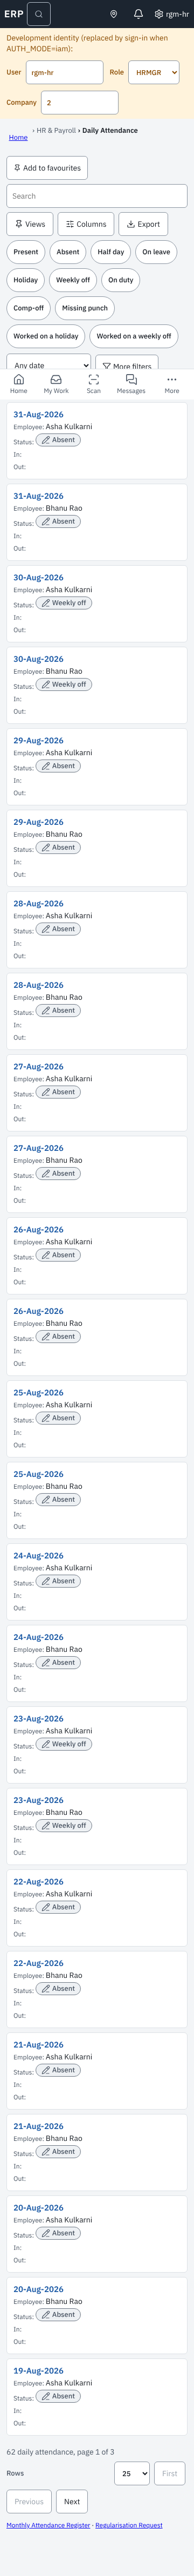 ERP
rgm-hr
Development identity (replaced by sign-in when
AUTH_MODE=iam):
User rgm-hr Role HRMGR
Company 2
› HR & Payroll › Daily Attendance
Home
Add to favourites
Search
Views Columns Export
Present Absent Half day On leave
Holiday Weekly off On duty
Comp-off Missing punch
Worked on a holiday Worked on a weekly off
Any date More filters
Home My Work Scan Messages More
31-Aug-2026
Employee: Asha Kulkarni
Status: Absent
In:
Out:
31-Aug-2026
Employee: Bhanu Rao
Status: Absent
In:
Out:
30-Aug-2026
Employee: Asha Kulkarni
Status: Weekly off
In:
Out:
30-Aug-2026
Employee: Bhanu Rao
Status: Weekly off
In:
Out:
29-Aug-2026
Employee: Asha Kulkarni
Status: Absent
In:
Out:
29-Aug-2026
Employee: Bhanu Rao
Status: Absent
In:
Out:
28-Aug-2026
Employee: Asha Kulkarni
Status: Absent
In:
Out:
28-Aug-2026
Employee: Bhanu Rao
Status: Absent
In:
Out:
27-Aug-2026
Employee: Asha Kulkarni
Status: Absent
In:
Out:
27-Aug-2026
Employee: Bhanu Rao
Status: Absent
In:
Out:
26-Aug-2026
Employee: Asha Kulkarni
Status: Absent
In:
Out:
26-Aug-2026
Employee: Bhanu Rao
Status: Absent
In:
Out:
25-Aug-2026
Employee: Asha Kulkarni
Status: Absent
In:
Out:
25-Aug-2026
Employee: Bhanu Rao
Status: Absent
In:
Out:
24-Aug-2026
Employee: Asha Kulkarni
Status: Absent
In:
Out:
24-Aug-2026
Employee: Bhanu Rao
Status: Absent
In:
Out:
23-Aug-2026
Employee: Asha Kulkarni
Status: Weekly off
In:
Out:
23-Aug-2026
Employee: Bhanu Rao
Status: Weekly off
In:
Out:
22-Aug-2026
Employee: Asha Kulkarni
Status: Absent
In:
Out:
22-Aug-2026
Employee: Bhanu Rao
Status: Absent
In:
Out:
21-Aug-2026
Employee: Asha Kulkarni
Status: Absent
In:
Out:
21-Aug-2026
Employee: Bhanu Rao
Status: Absent
In:
Out:
20-Aug-2026
Employee: Asha Kulkarni
Status: Absent
In:
Out:
20-Aug-2026
Employee: Bhanu Rao
Status: Absent
In:
Out:
19-Aug-2026
Employee: Asha Kulkarni
Status: Absent
In:
Out:
62 daily attendance, page 1 of 3
Rows 25 First
Previous Next
Monthly Attendance Register · Regularisation Request